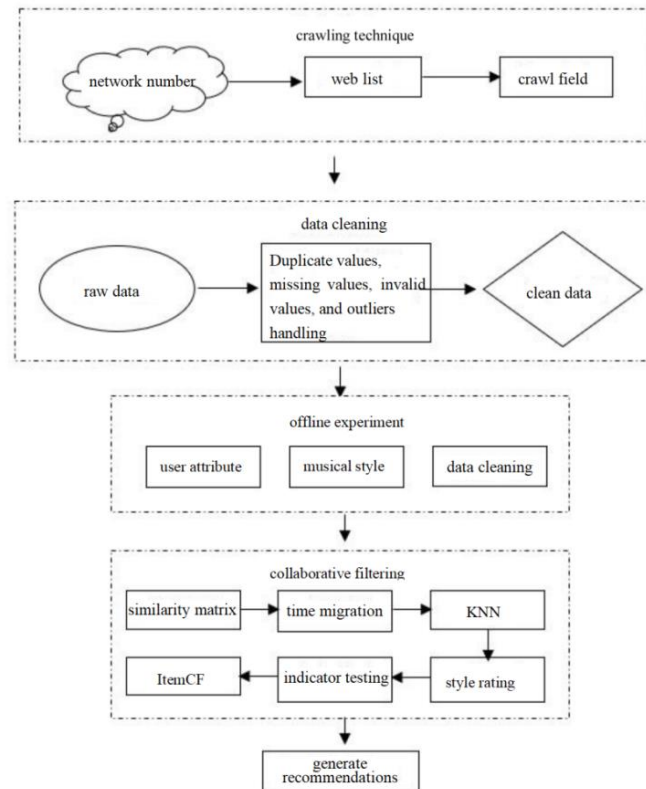 crawling technique
network number
web list
crawl field
data cleaning
raw data
Duplicate values,
missing values, invalid
values, and outliers
handling
clean data
offline experiment
user attribute
musical style
data cleaning
collaborative filtering
similarity matrix
time migration
KNN
ItemCF
indicator testing
style rating
generate
recommendations